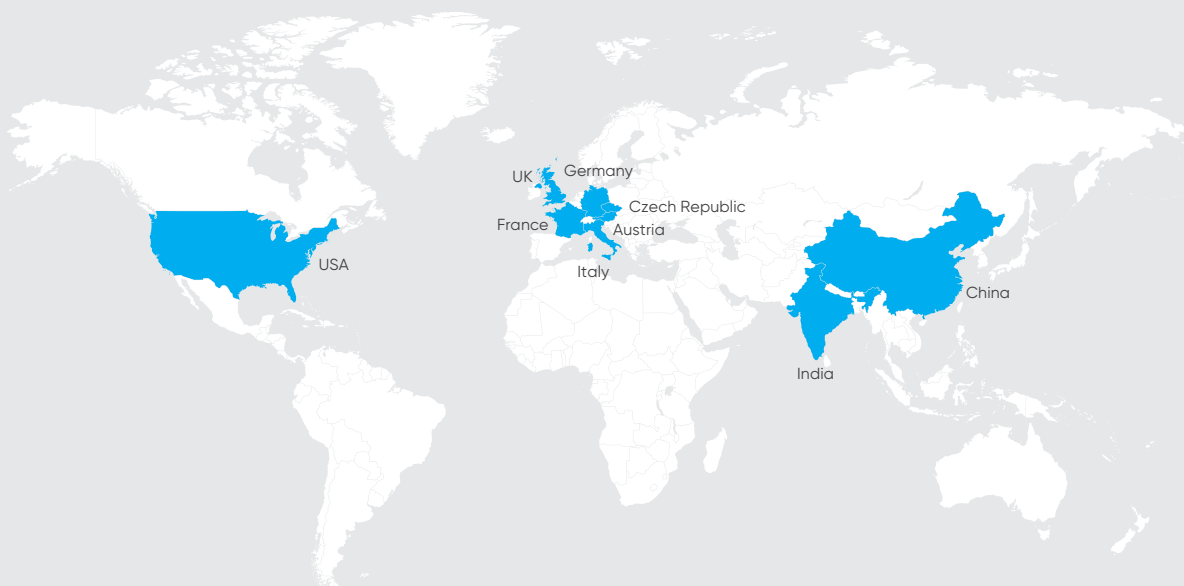 UK
Germany
Czech Republic
France
Austria
USA
Italy
China
India